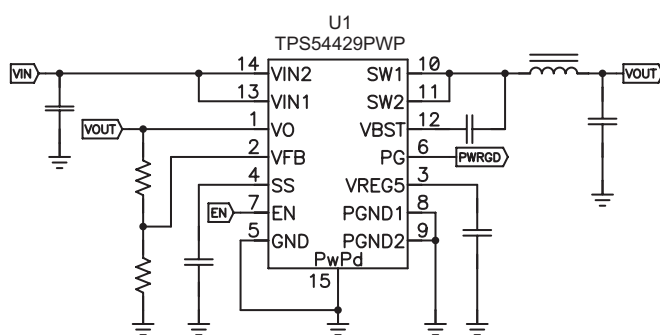 U1
TPS54429PWP
VIN
14 VIN2 SW1 10
13 VIN1 SW2 11
VOUT
1 VO VBST 12
VOUT
2 VFB PG 6 PWRGD
4 SS VREG5 3
EN
7 EN PGND1 8
5 GND PGND2 9
PwPd
15